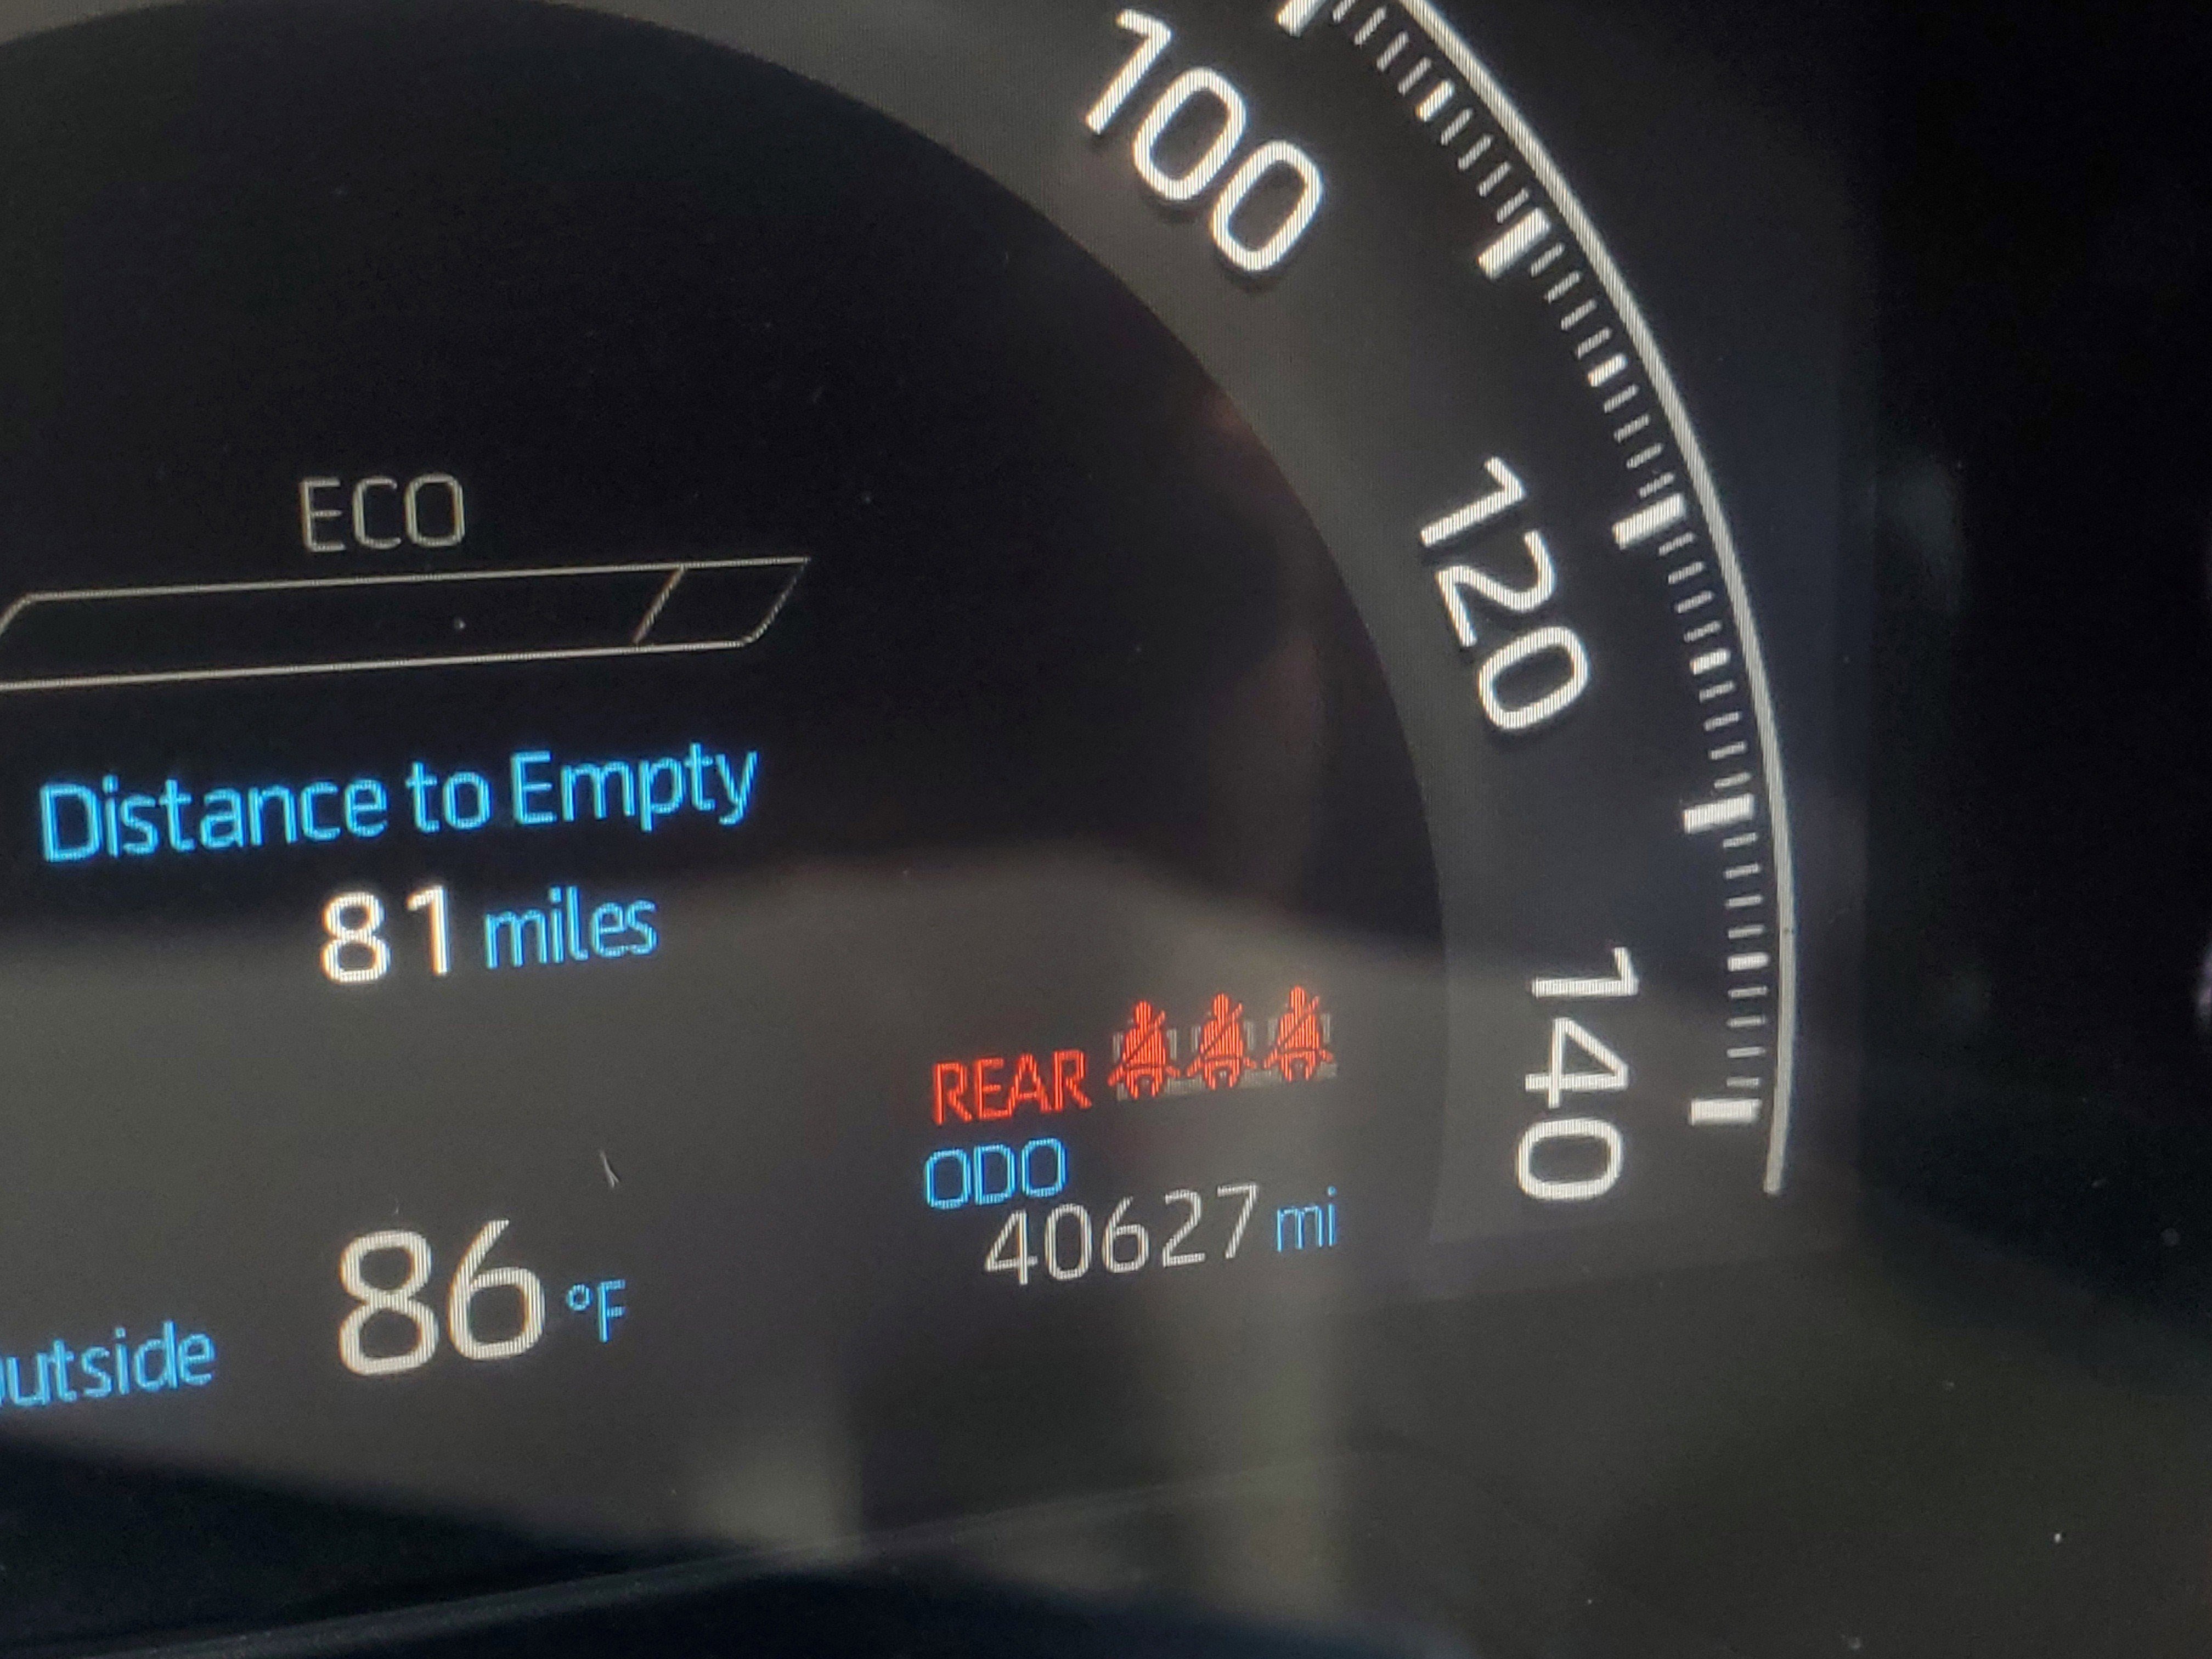 100
120
140
ECO
Distance to Empty
81 miles
REAR
ODO
40627 mi
utside 86 °F